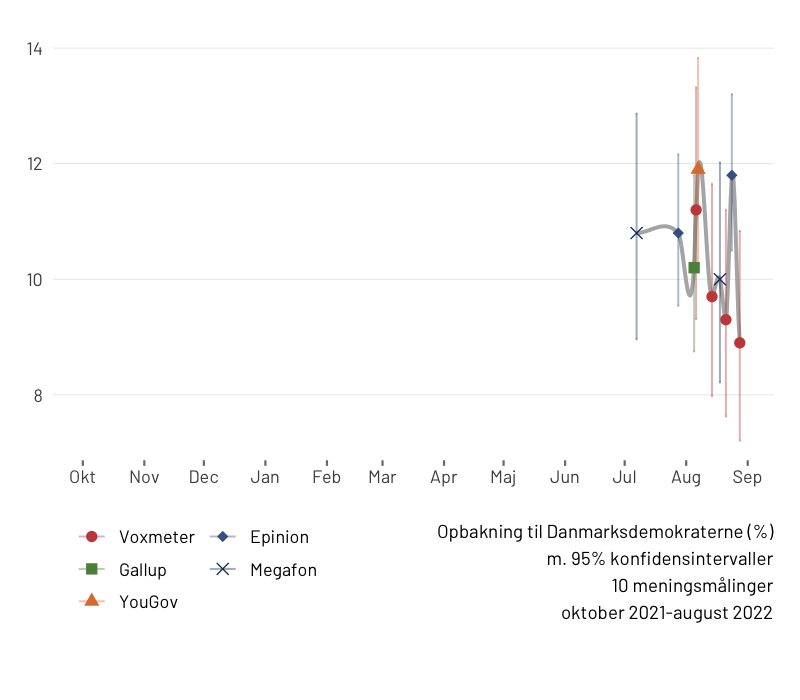 14
12
10
8
Okt Nov Dec Jan Feb Mar Apr Maj Jun Jul Aug Sep
Voxmeter Epinion
Gallup Megafon
YouGov
Opbakning til Danmarksdemokraterne (%)
m. 95% konfidensintervaller
10 meningsmålinger
oktober 2021-august 2022